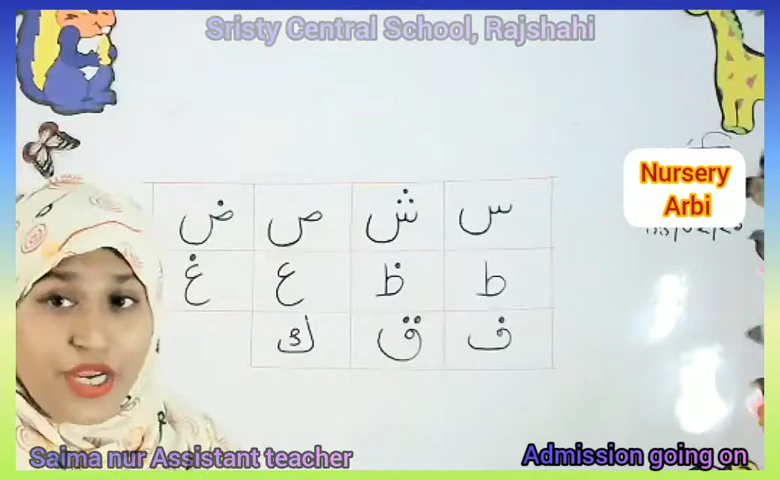 Sristy Central School, Rajshahi
Nursery
Arbi
س ش ص ض
ط ظ ع غ
ف ق ك
Saima nur Assistant teacher
Admission going on